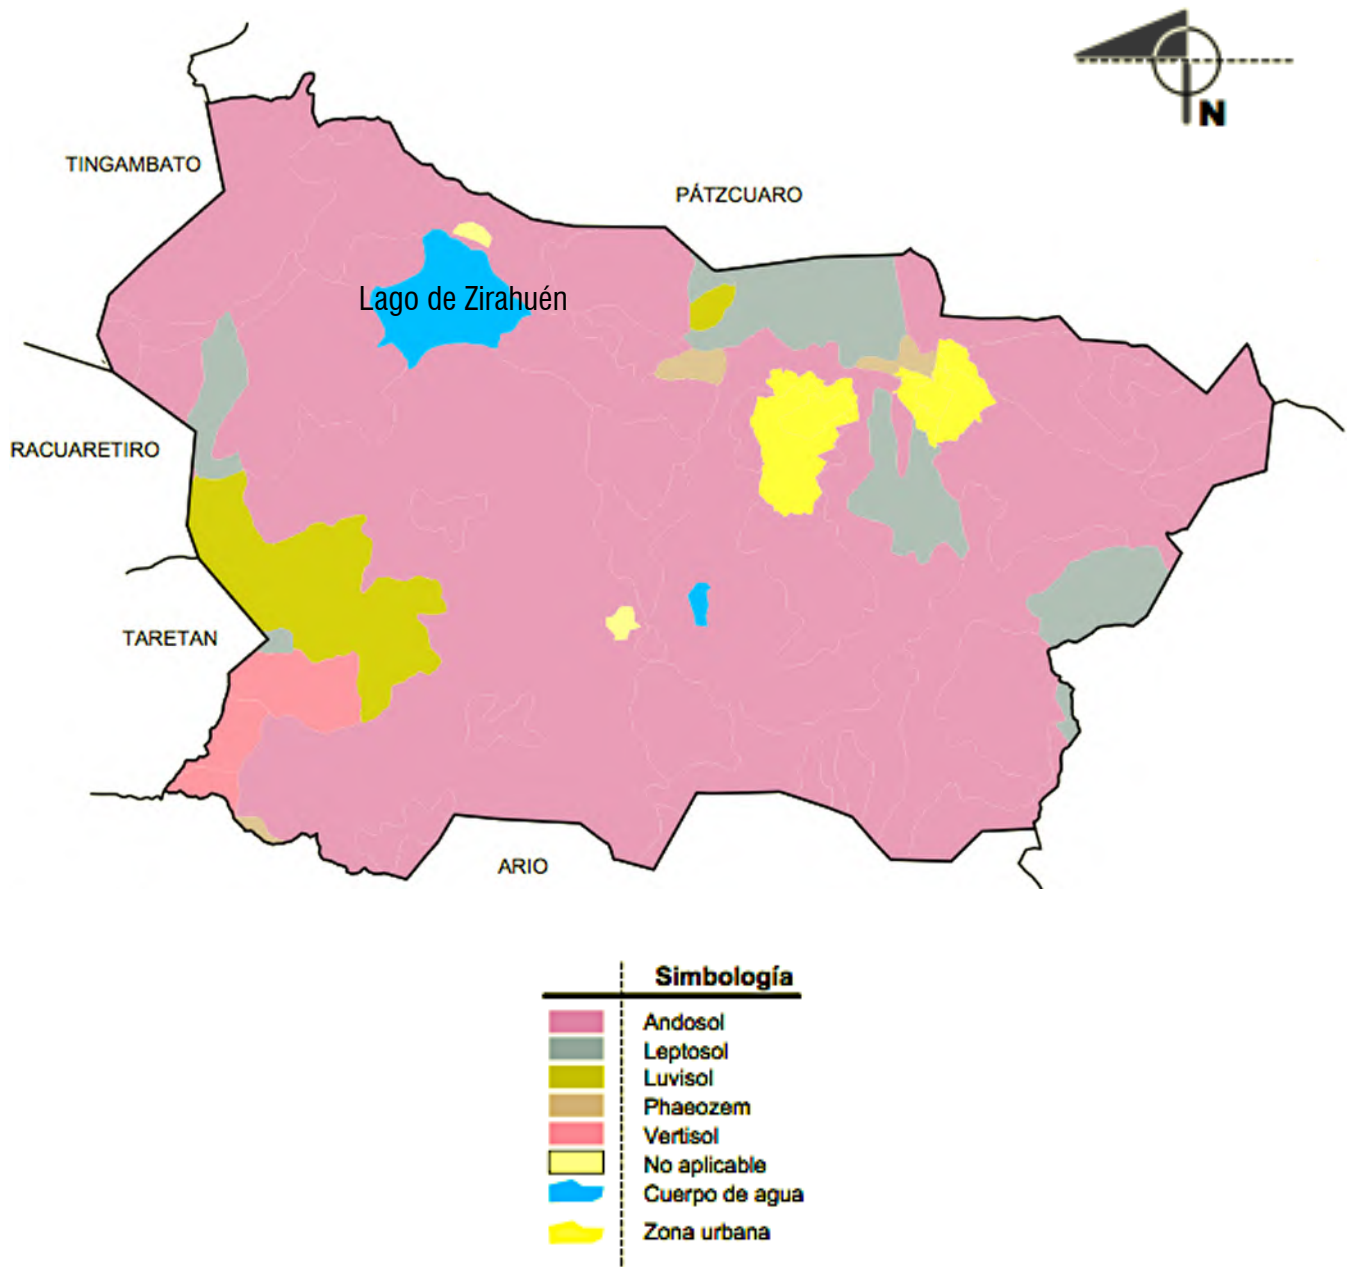 N
TINGAMBATO
PÁTZCUARO
Lago de Zirahuén
RACUARETIRO
TARETAN
ARIO
Simbología
Andosol
Leptosol
Luvisol
Phaeozem
Vertisol
No aplicable
Cuerpo de agua
Zona urbana